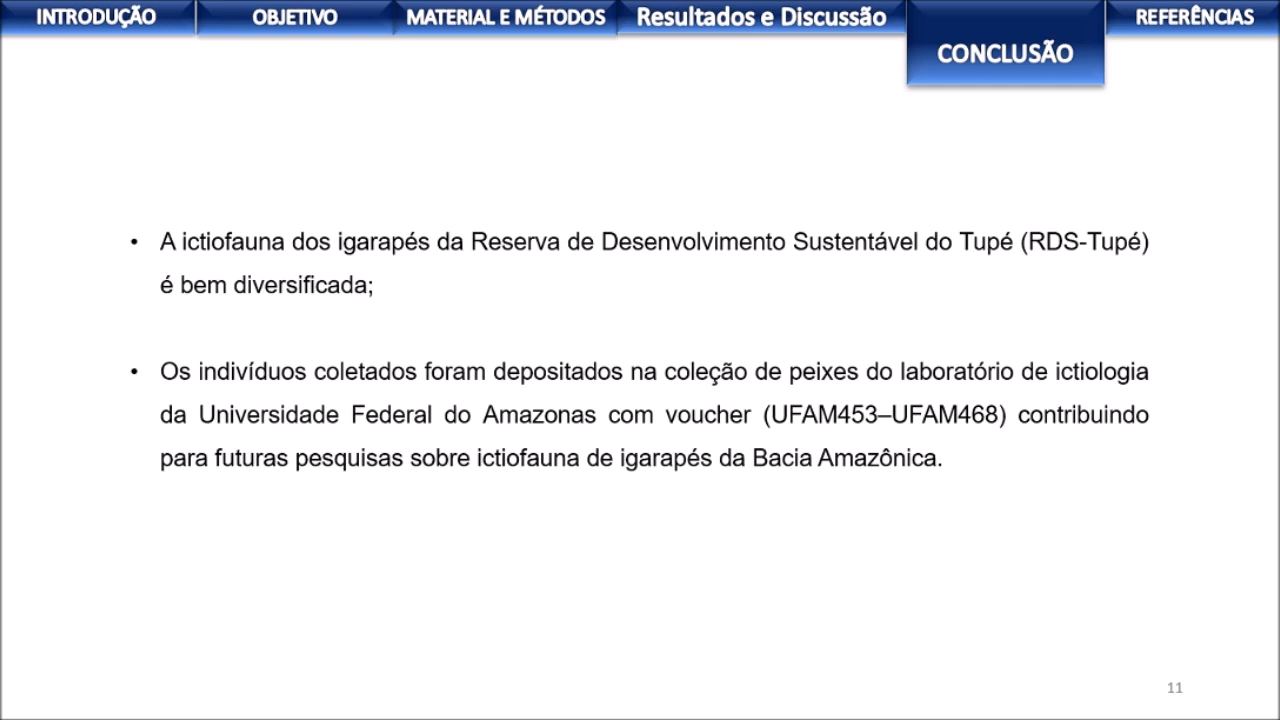 INTRODUÇÃO
OBJETIVO
MATERIAL E MÉTODOS
Resultados e Discussão
CONCLUSÃO
REFERÊNCIAS
• A ictiofauna dos igarapés da Reserva de Desenvolvimento Sustentável do Tupé (RDS-Tupé)
é bem diversificada;
• Os indivíduos coletados foram depositados na coleção de peixes do laboratório de ictiologia
da Universidade Federal do Amazonas com voucher (UFAM453–UFAM468) contribuindo
para futuras pesquisas sobre ictiofauna de igarapés da Bacia Amazônica.
11